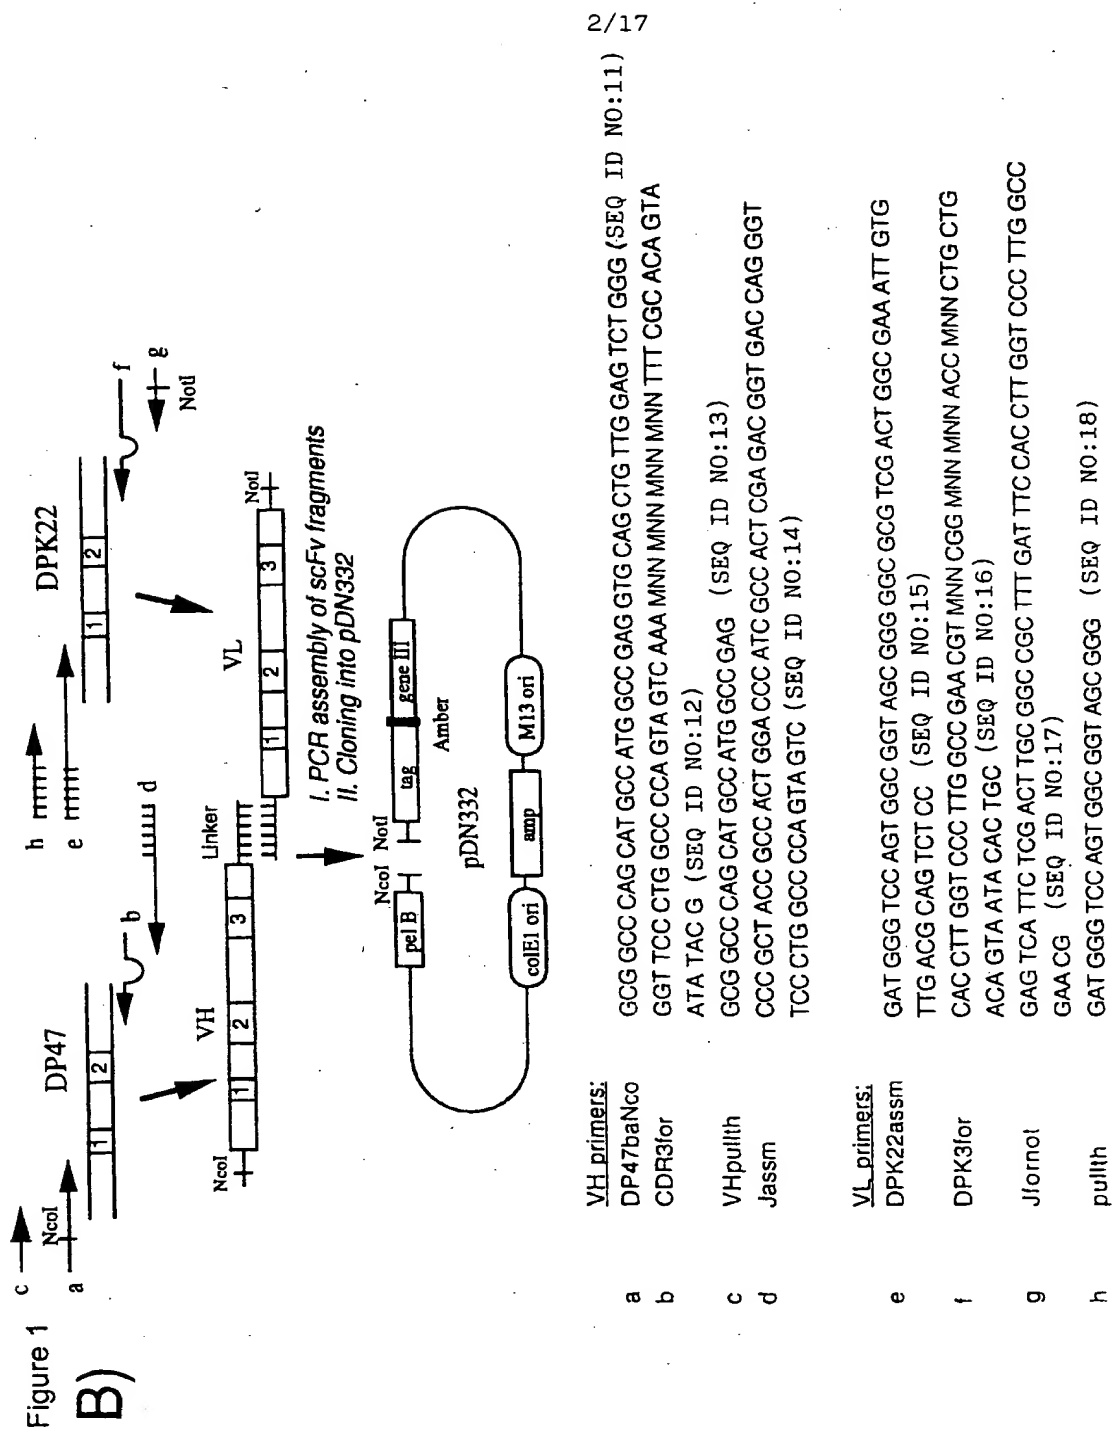 2/17
Figure 1
B)
c
NcoI
a
DP47
1
2
b
d
h
e
DPK22
1
2
f
g
NotI
NcoI
VH
1
2
3
Linker
VL
1
2
3
NotI
I. PCR assembly of scFv fragments
II. Cloning into pDN332
pel B
NcoI
NotI
tag
gene III
Amber
pDN332
colE1 ori
amp
M13 ori
VH primers:
a DP47baNco GCG GCC CAG CAT GCC ATG GCC GAG GTG CAG CTG TTG GAG TCT GGG (SEQ ID NO:11)
b CDR3for GGT TCC CTG GCC CCA GTA GTC AAA MNN MNN MNN MNN TTT CGC ACA GTA
ATA TAC G (SEQ ID NO:12)
c VHpullth GCG GCC CAG CAT GCC ATG GCC GAG (SEQ ID NO:13)
d Jassm CCC GCT ACC GCC ACT GGA CCC ATC GCC ACT CGA GAC GGT GAC CAG GGT
TCC CTG GCC CCA GTA GTC (SEQ ID NO:14)
VL primers:
e DPK22assm GAT GGG TCC AGT GGC GGT AGC GGG GGC GCG TCG ACT GGC GAA ATT GTG
TTG ACG CAG TCT CC (SEQ ID NO:15)
f DPK3for CAC CTT GGT CCC TTG GCC GAA CGT MNN CGG MNN MNN ACC MNN CTG CTG
ACA GTA ATA CAC TGC (SEQ ID NO:16)
g Jfornot GAG TCA TTC TCG ACT TGC GGC CGC TTT GAT TTC CAC CTT GGT CCC TTG GCC
GAA CG (SEQ ID NO:17)
h pullth GAT GGG TCC AGT GGC GGT AGC GGG (SEQ ID NO:18)